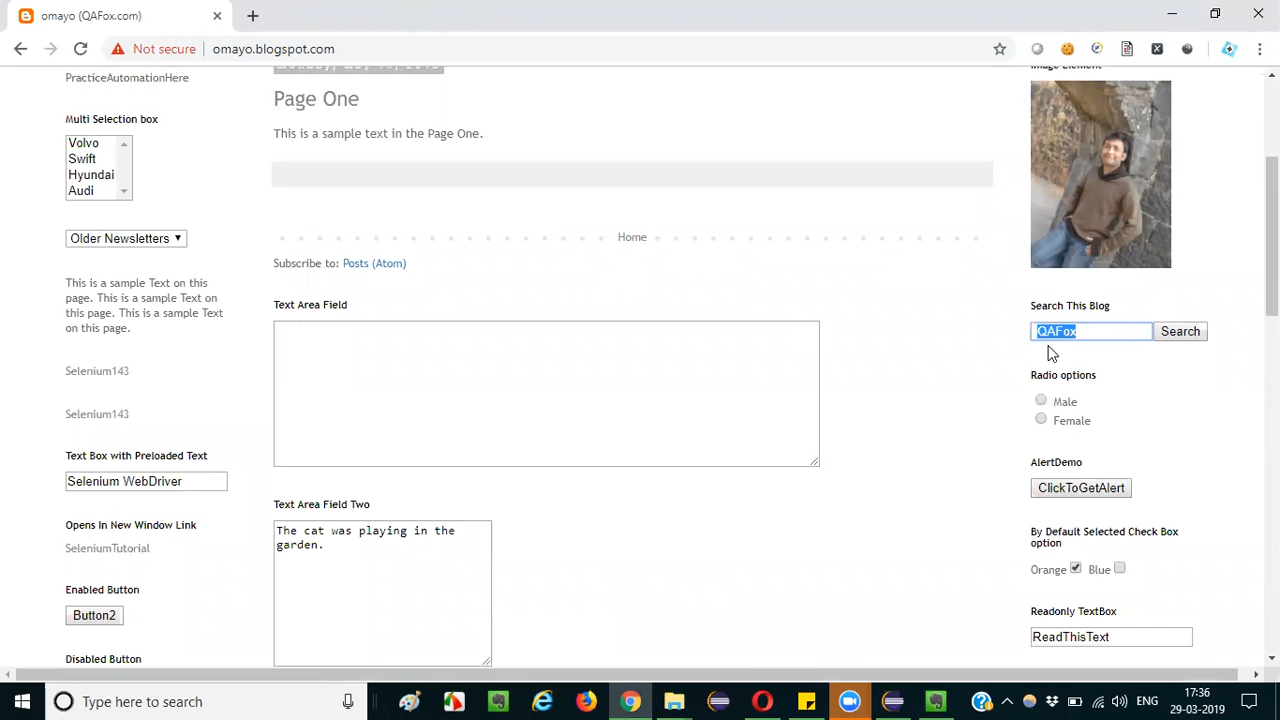 omayo (QAFox.com)
Not secure
omayo.blogspot.com
PracticeAutomationHere
Multi Selection box
Volvo
Swift
Hyundai
Audi
Older Newsletters
This is a sample Text on this
page. This is a sample Text on
this page. This is a sample Text
on this page.
Selenium143
Selenium143
Text Box with Preloaded Text
Selenium WebDriver
Opens In New Window Link
SeleniumTutorial
Enabled Button
Button2
Disabled Button
Page One
This is a sample text in the Page One.
Home
Subscribe to: Posts (Atom)
Text Area Field
Text Area Field Two
The cat was playing in the
garden.
Image Element
Search This Blog
QAFox Search
Radio options
Male
Female
AlertDemo
ClickToGetAlert
By Default Selected Check Box
option
Orange Blue
Readonly TextBox
ReadThisText
Type here to search
ENG
17:36
29-03-2019